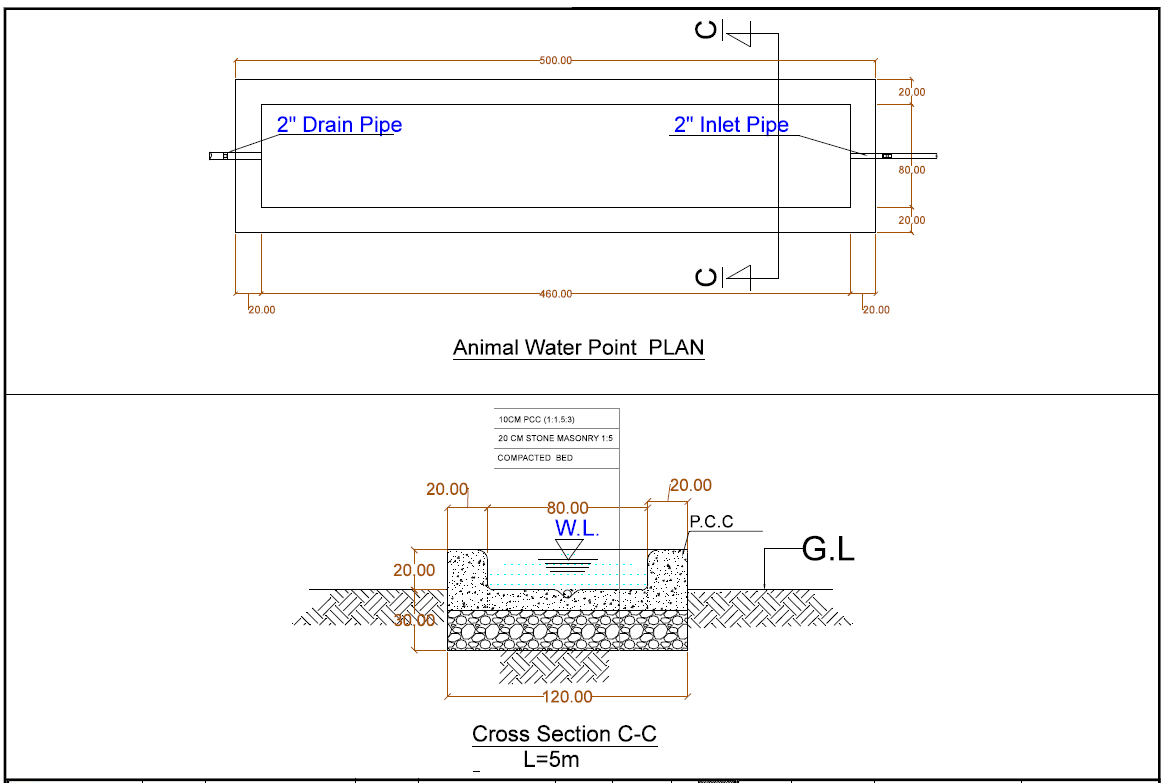 C
500.00
20.00
2" Drain Pipe
2" Inlet Pipe
80.00
20.00
C
460.00
20.00
20.00
Animal Water Point PLAN
10CM PCC (1:1.5:3)
20 CM STONE MASONRY 1:5
COMPACTED BED
20.00
20.00
80.00
W.L.
P.C.C
G.L
20.00
30.00
120.00
Cross Section C-C
L=5m